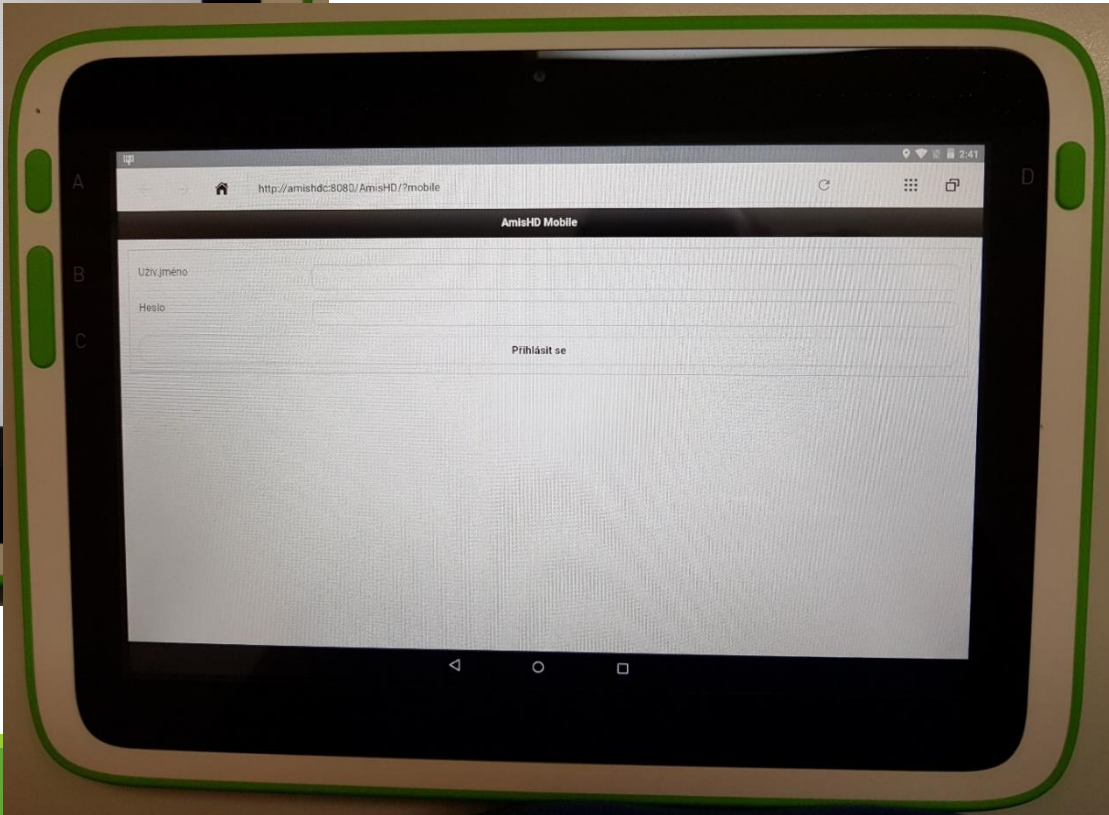 2:41
http://amishdc:8080/AmisHD/?mobile
AmisHD Mobile
Uživ.jméno
Heslo
Přihlásit se
A
B
C
D